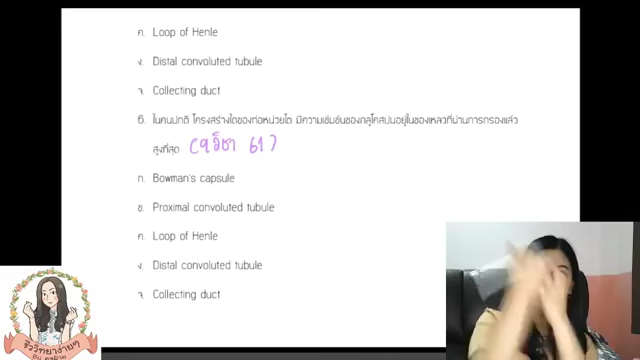 ค. Loop of Henle
ง. Distal convoluted tubule
จ. Collecting duct
6. ในคนปกติ โครงสร้างใดของท่อหน่วยไต มีความเข้มข้นของกลูโคสปนอยู่ในของเหลวที่ผ่านการกรองแล้ว
สูงที่สุด (9วิชา 61)
ก. Bowman's capsule
ข. Proximal convoluted tubule
ค. Loop of Henle
ง. Distal convoluted tubule
จ. Collecting duct
ชีววิทยาง่ายๆ